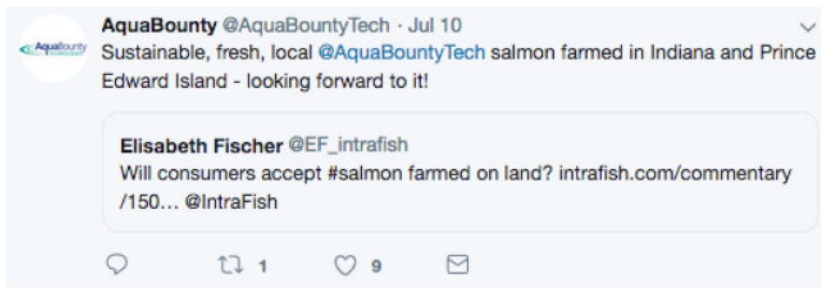 AquaBounty @AquaBountyTech · Jul 10
AquaBounty
Sustainable, fresh, local @AquaBountyTech salmon farmed in Indiana and Prince
Edward Island - looking forward to it!
Elisabeth Fischer @EF_intrafish
Will consumers accept #salmon farmed on land? intrafish.com/commentary
/150... @IntraFish
1 9